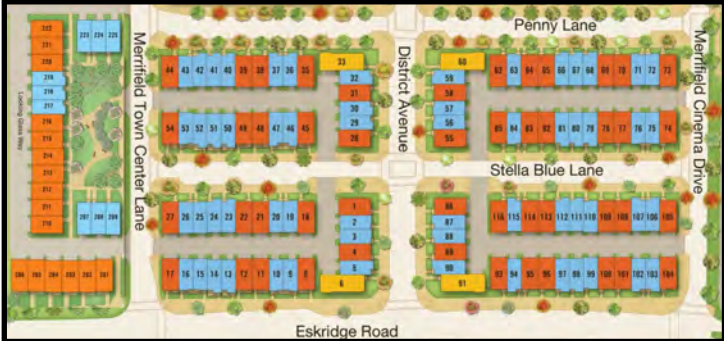 Penny Lane
222
221
220
219
218
217
216
215
214
213
212
211
210
223 224 225
Looking Glass Way
207 208 209
206 205 204 203 202 201
Merrifield Town Center Lane
44 43 42 41 40 39 38 37 36 35
33
32
31
30
29
28
54 53 52 51 50 49 48 47 46 45
District Avenue
60
59
58
57
56
55
62 63 64 65 66 67 68 69 70 71 72 73
85 84 83 82 81 80 79 78 77 76 75 74
Merrifield Cinema Drive
Stella Blue Lane
27 26 25 24 23 22 21 20 19 18
1
2
3
4
5
6
17 16 15 14 13 12 11 10 9 8
86
87
88
89
90
91
116 115 114 113 112 111 110 109 108 107 106 105
93 94 95 96 97 98 99 100 101 102 103 104
Eskridge Road